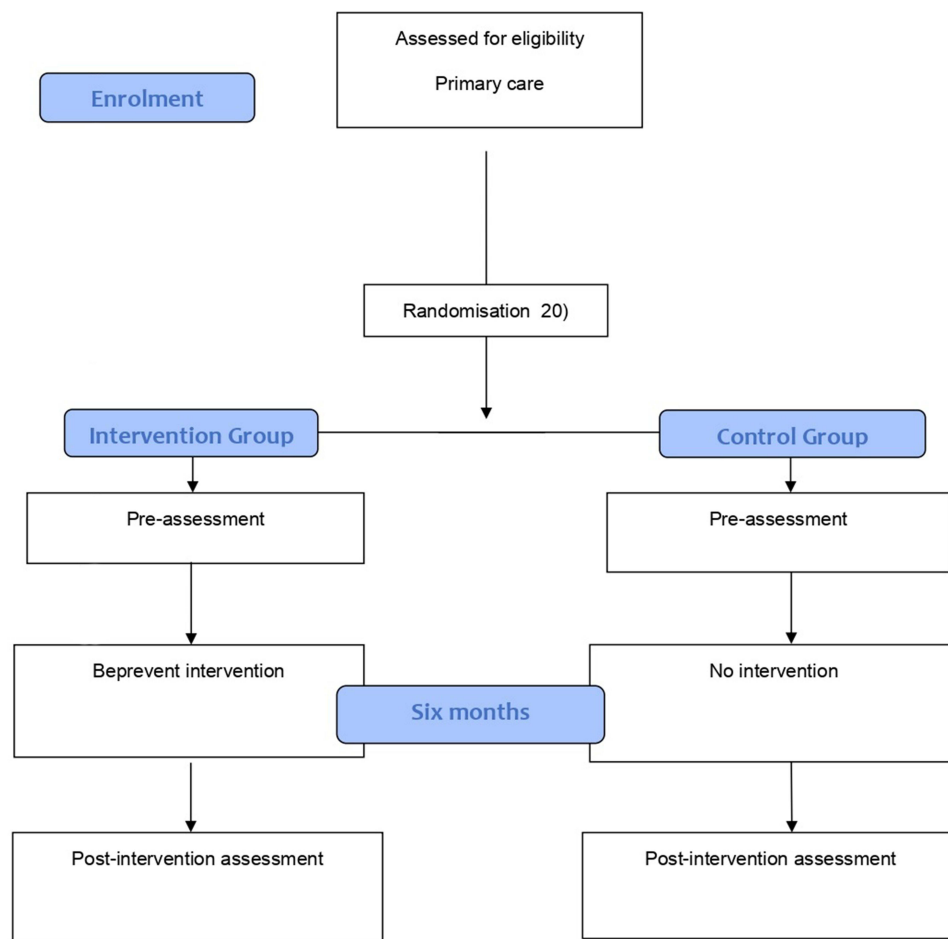 Assessed for eligibility
Primary care
Enrolment
Randomisation 20)
Intervention Group
Control Group
Pre-assessment
Pre-assessment
Beprevent intervention
No intervention
Six months
Post-intervention assessment
Post-intervention assessment